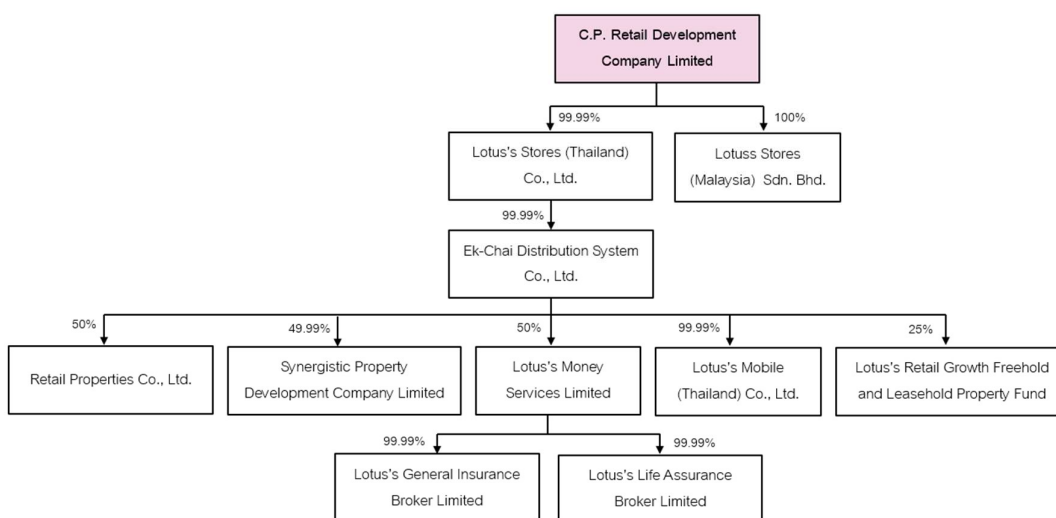 C.P. Retail Development
Company Limited
99.99%
100%
Lotus's Stores (Thailand)
Co., Ltd.
Lotuss Stores
(Malaysia) Sdn. Bhd.
99.99%
Ek-Chai Distribution System
Co., Ltd.
50%
49.99%
50%
99.99%
25%
Retail Properties Co., Ltd.
Synergistic Property
Development Company Limited
Lotus's Money
Services Limited
Lotus's Mobile
(Thailand) Co., Ltd.
Lotus's Retail Growth Freehold
and Leasehold Property Fund
99.99%
99.99%
Lotus's General Insurance
Broker Limited
Lotus's Life Assurance
Broker Limited